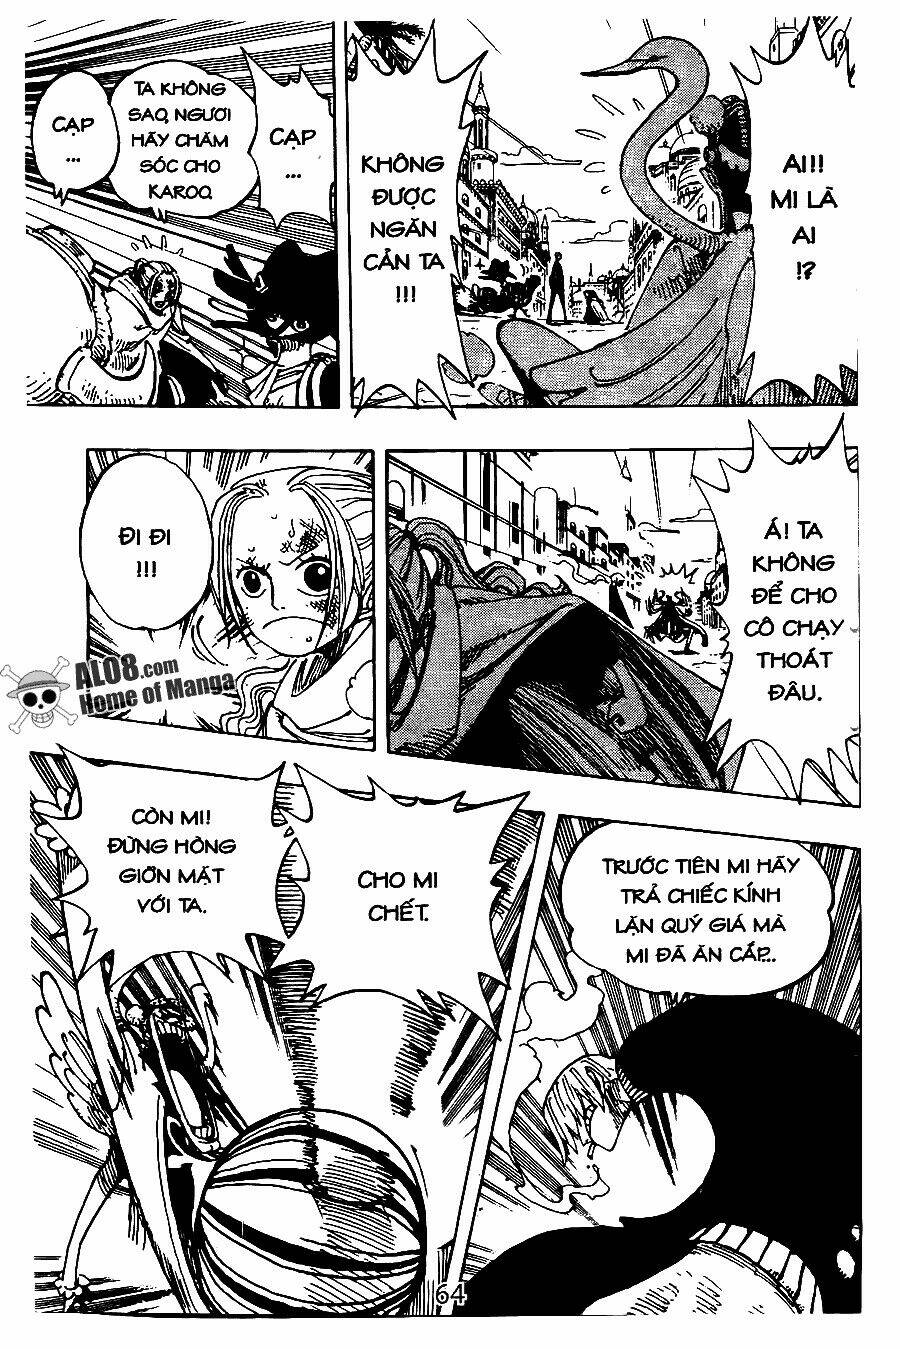 AI!!!
MI LÀ
AI
!?
KHÔNG
ĐƯỢC
NGĂN
CẢN TA
!!!
CẠP
...
TA KHÔNG
SAO, NGƯƠI
HÃY CHĂM
SÓC CHO
KAROO.
CẠP
...
ÁI TA
KHÔNG
ĐỂ CHO
CÔ CHẠY
THOÁT
ĐÂU.
ĐI ĐI
!!!
ALO8.com
Home of Manga
TRƯỚC TIÊN MI HÃY
TRẢ CHIẾC KÍNH
LẶN QUÝ GIÁ MÀ
MI ĐÃ ĂN CẮP...
CHO MI
CHẾT.
CÒN MI!
ĐỪNG HÒNG
GIỠN MẶT
VỚI TA.
64